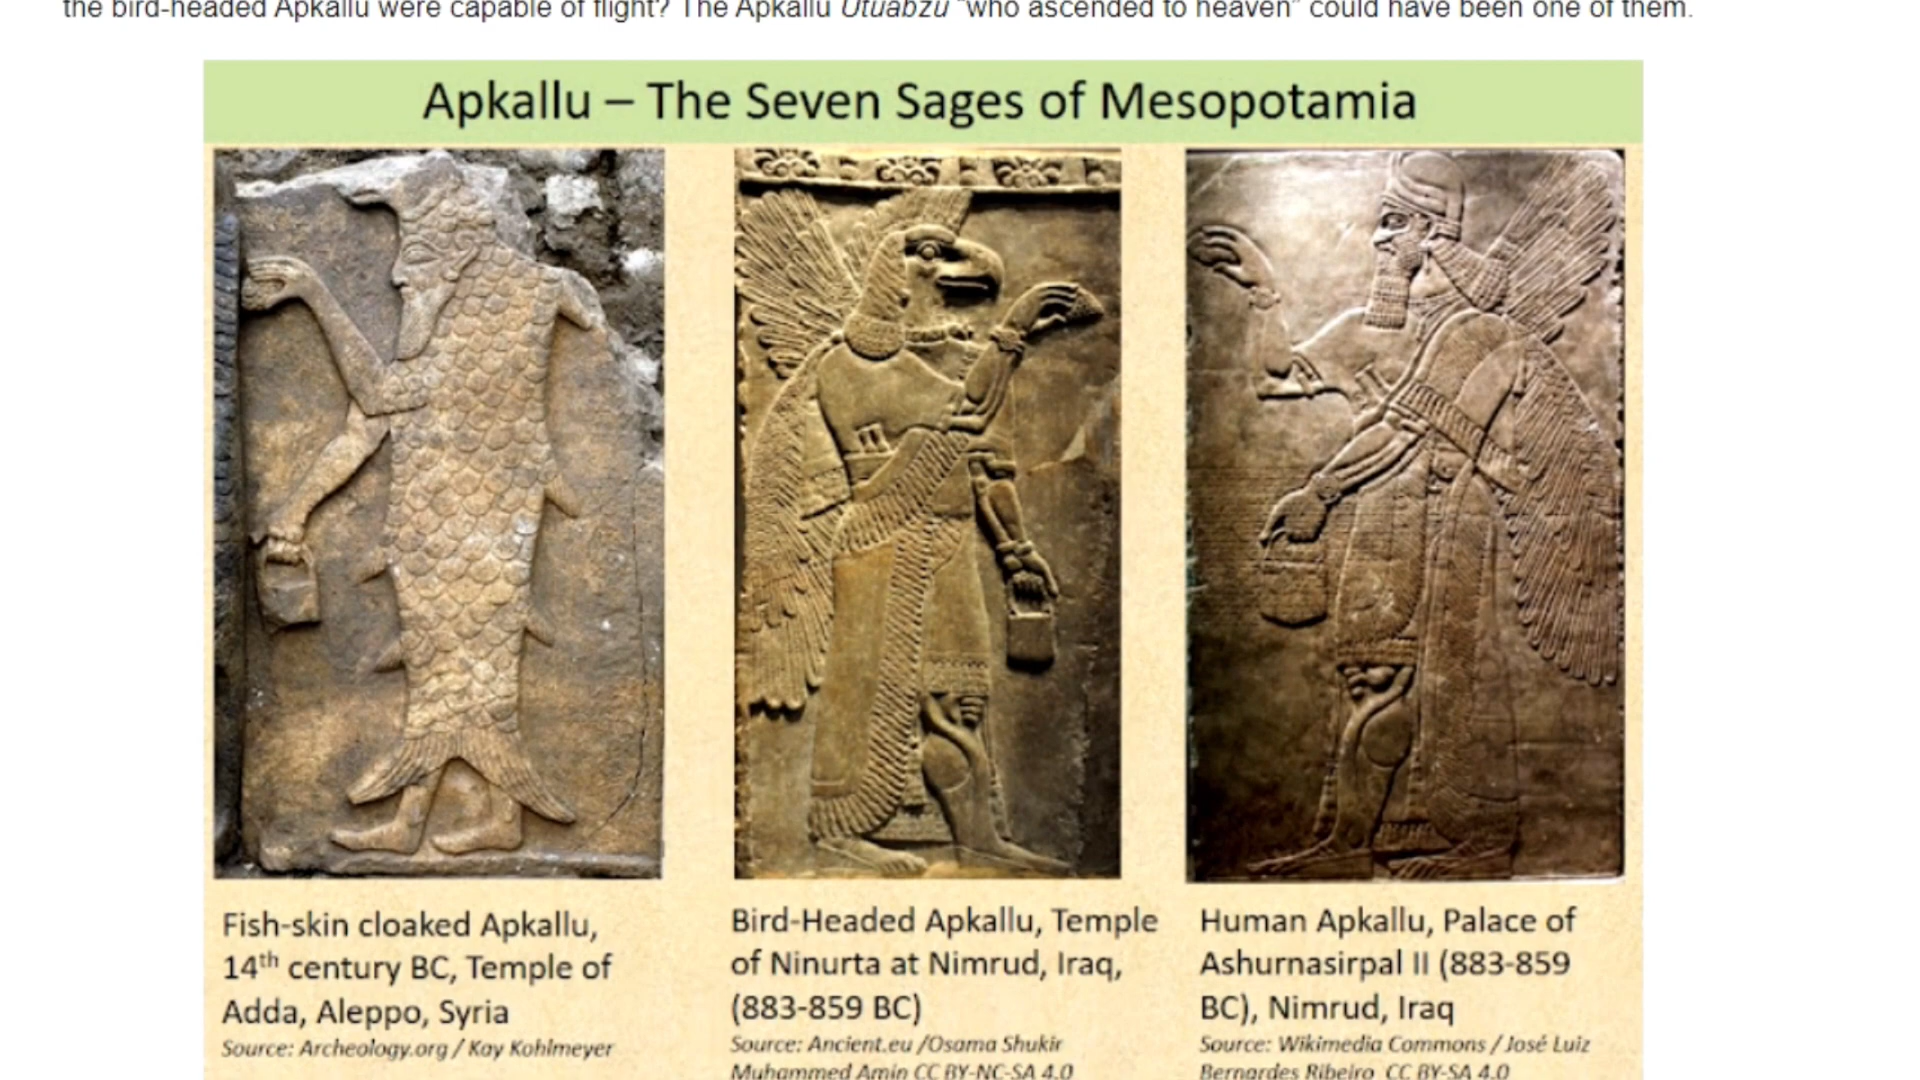 the bird-headed Apkallu were capable of flight? The Apkallu Utuabzu “who ascended to heaven” could have been one of them.
Apkallu – The Seven Sages of Mesopotamia
Fish-skin cloaked Apkallu,
14th century BC, Temple of
Adda, Aleppo, Syria
Source: Archeology.org / Kay Kohlmeyer
Bird-Headed Apkallu, Temple
of Ninurta at Nimrud, Iraq,
(883-859 BC)
Source: Ancient.eu /Osama Shukir
Muhammed Amin CC BY-NC-SA 4.0
Human Apkallu, Palace of
Ashurnasirpal II (883-859
BC), Nimrud, Iraq
Source: Wikimedia Commons / José Luiz
Bernardes Ribeiro CC BY-SA 4.0